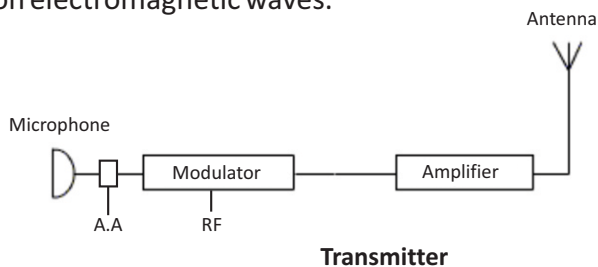 on electromagnetic waves.
Antenna
Microphone
Modulator
Amplifier
A.A
RF
Transmitter